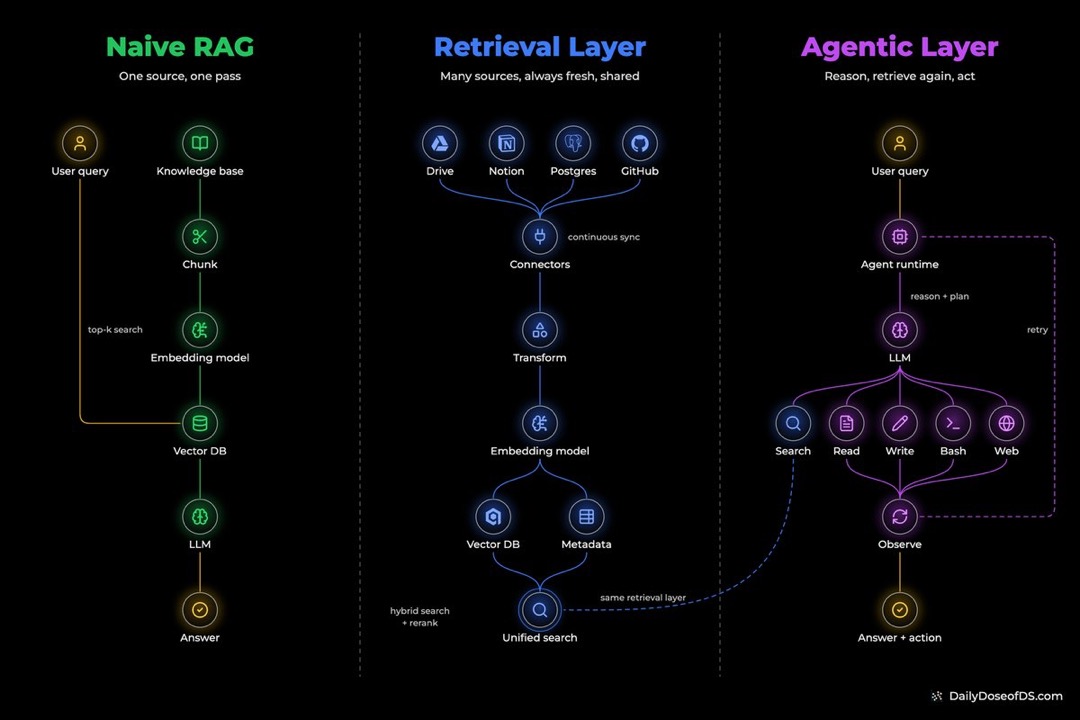 Naive RAG
One source, one pass
User query
Knowledge base
Chunk
top-k search
Embedding model
Vector DB
LLM
Answer
Retrieval Layer
Many sources, always fresh, shared
Drive
Notion
Postgres
GitHub
continuous sync
Connectors
Transform
Embedding model
Vector DB
Metadata
hybrid search
+ rerank
same retrieval layer
Unified search
Agentic Layer
Reason, retrieve again, act
User query
Agent runtime
reason + plan
retry
LLM
Search
Read
Write
Bash
Web
Observe
Answer + action
DailyDoseofDS.com